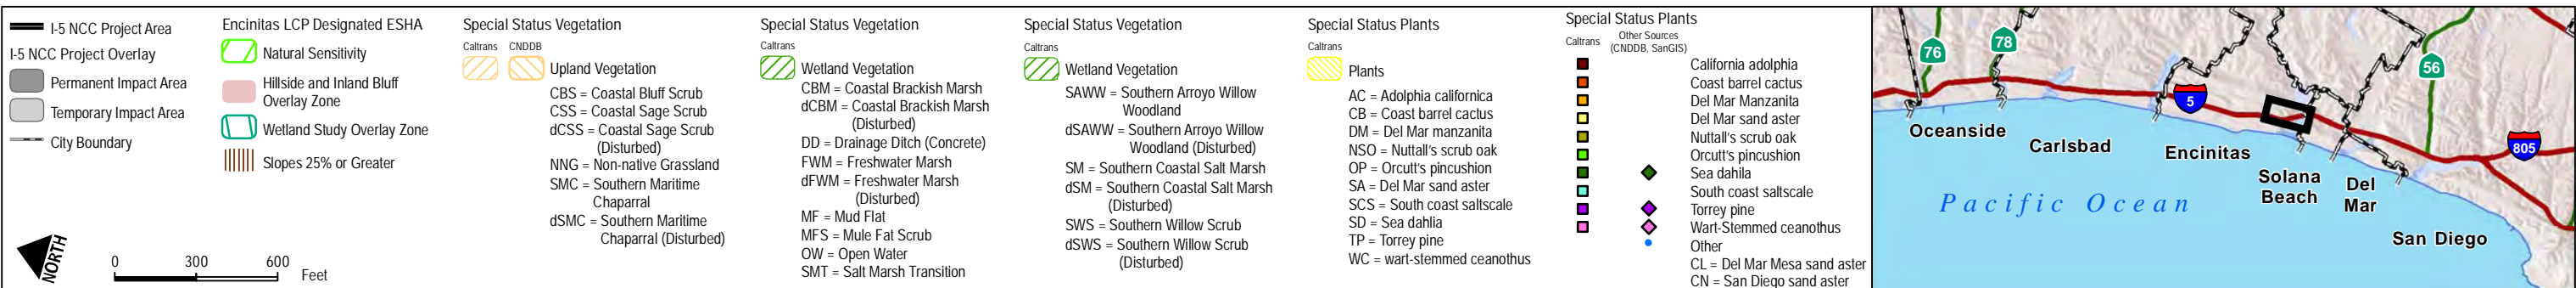 I-5 NCC Project Area
I-5 NCC Project Overlay
Permanent Impact Area
Temporary Impact Area
City Boundary
NORTH
0 300 600
Feet
Encinitas LCP Designated ESHA
Natural Sensitivity
Hillside and Inland Bluff
Overlay Zone
Wetland Study Overlay Zone
Slopes 25% or Greater
Special Status Vegetation
Caltrans CNDDB
Upland Vegetation
CBS = Coastal Bluff Scrub
CSS = Coastal Sage Scrub
dCSS = Coastal Sage Scrub
(Disturbed)
NNG = Non-native Grassland
SMC = Southern Maritime
Chaparral
dSMC = Southern Maritime
Chaparral (Disturbed)
Special Status Vegetation
Caltrans
Wetland Vegetation
CBM = Coastal Brackish Marsh
dCBM = Coastal Brackish Marsh
(Disturbed)
DD = Drainage Ditch (Concrete)
FWM = Freshwater Marsh
dFWM = Freshwater Marsh
(Disturbed)
MF = Mud Flat
MFS = Mule Fat Scrub
OW = Open Water
SMT = Salt Marsh Transition
Special Status Vegetation
Caltrans
Wetland Vegetation
SAWW = Southern Arroyo Willow
Woodland
dSAWW = Southern Arroyo Willow
Woodland (Disturbed)
SM = Southern Coastal Salt Marsh
dSM = Southern Coastal Salt Marsh
(Disturbed)
SWS = Southern Willow Scrub
dSWS = Southern Willow Scrub
(Disturbed)
Special Status Plants
Caltrans
Plants
AC = Adolphia californica
CB = Coast barrel cactus
DM = Del Mar manzanita
NSO = Nuttall's scrub oak
OP = Orcutt's pincushion
SA = Del Mar sand aster
SCS = South coast saltscale
SD = Sea dahlia
TP = Torrey pine
WC = wart-stemmed ceanothus
Special Status Plants
Caltrans Other Sources
(CNDDB, SanGIS)
California adolphia
Coast barrel cactus
Del Mar Manzanita
Del Mar sand aster
Nuttall's scrub oak
Orcutt's pincushion
Sea dahila
South coast saltscale
Torrey pine
Wart-Stemmed ceanothus
Other
CL = Del Mar Mesa sand aster
CN = San Diego sand aster
76
78
56
5
805
Oceanside
Carlsbad
Encinitas
Solana
Beach
Del
Mar
San Diego
Pacific Ocean